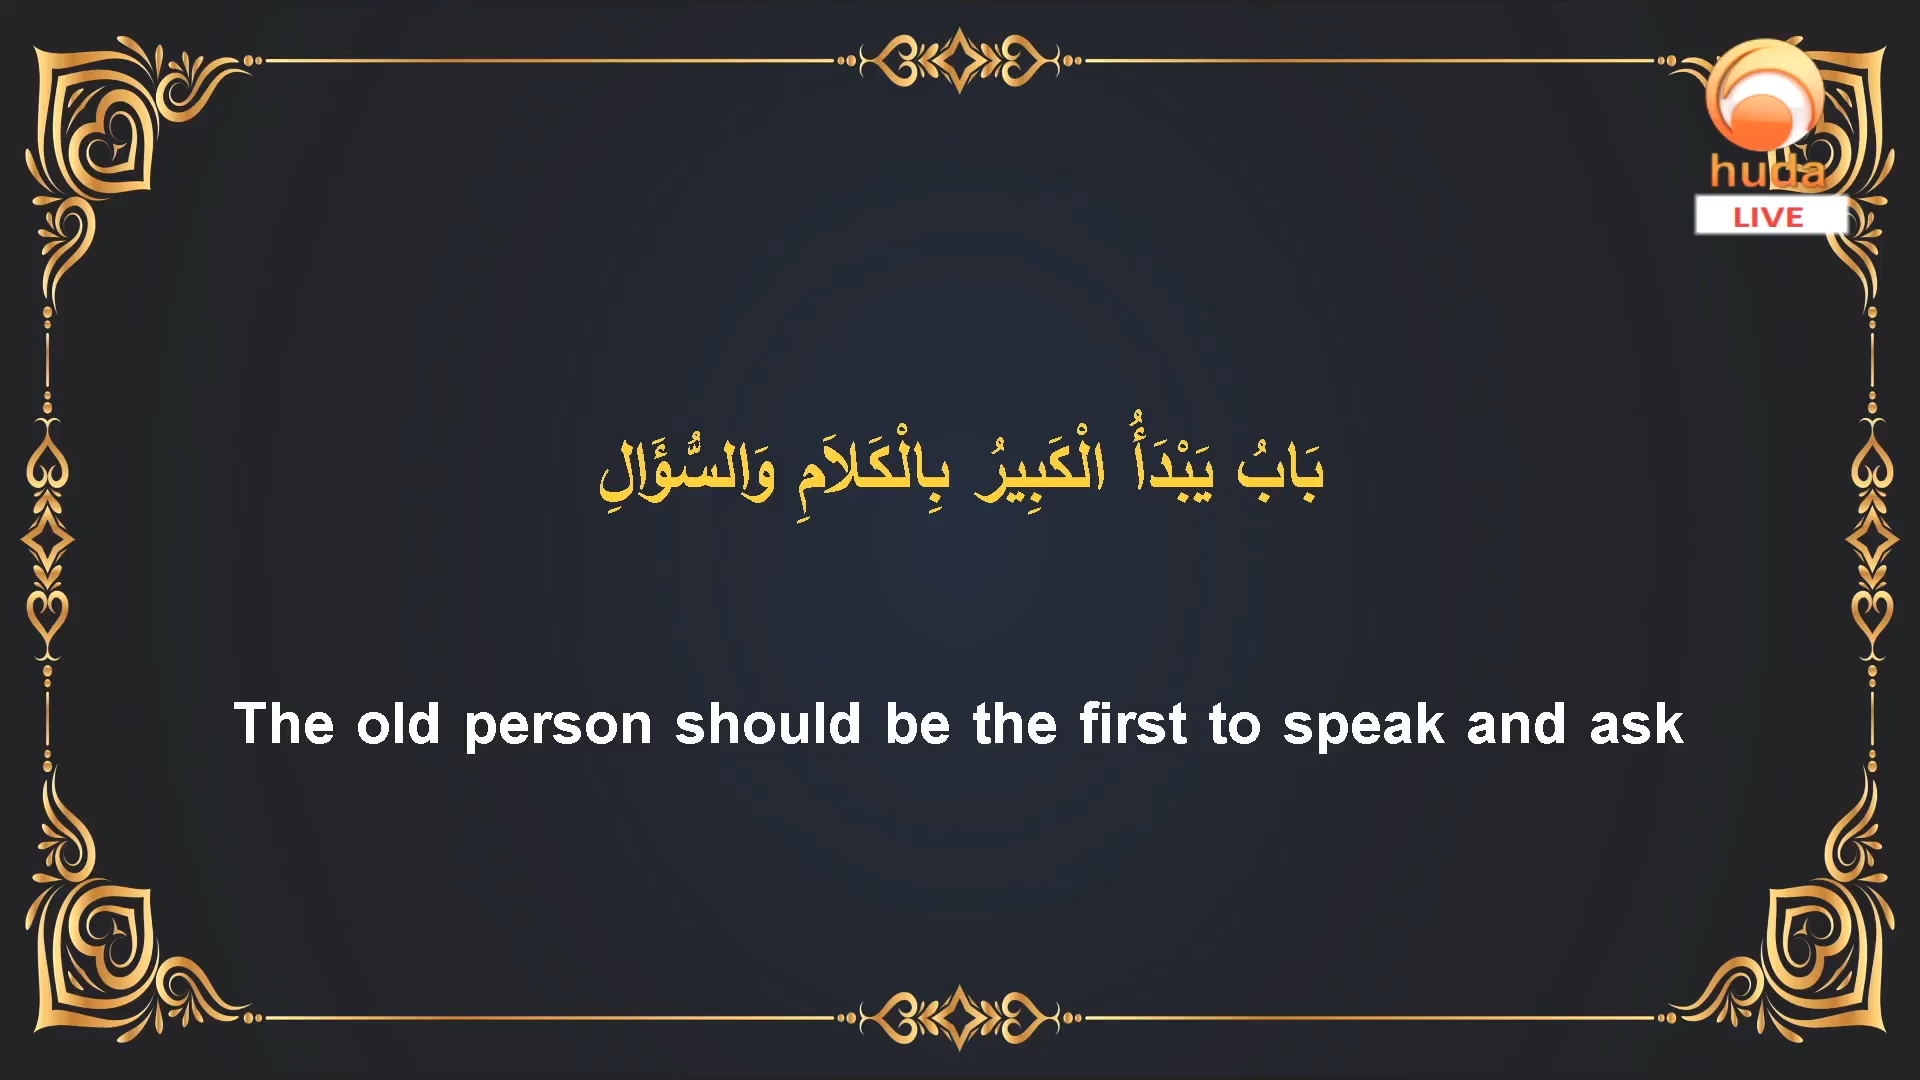 huda
LIVE
بَابُ يَبْدَأُ الْكَبِيرُ بِالْكَلاَمِ وَالسُّؤَالِ
The old person should be the first to speak and ask